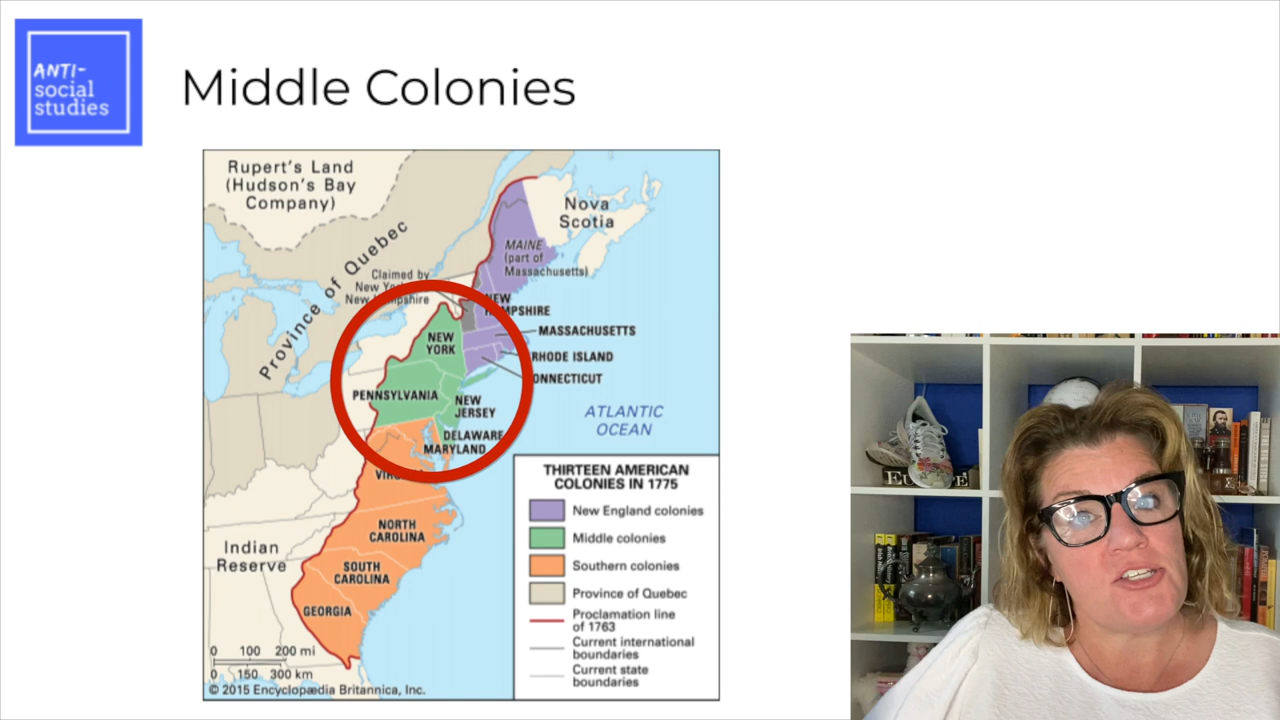 ANTI-
social
studies
Middle Colonies
Rupert's Land
(Hudson's Bay
Company)
Province of Quebec
Nova
Scotia
MAINE
(part of
Massachusetts)
Claimed by
New York
New Hampshire
NEW
HAMPSHIRE
MASSACHUSETTS
RHODE ISLAND
CONNECTICUT
NEW
YORK
PENNSYLVANIA
NEW
JERSEY
DELAWARE
MARYLAND
ATLANTIC
OCEAN
NORTH
CAROLINA
SOUTH
CAROLINA
GEORGIA
Indian
Reserve
THIRTEEN AMERICAN
COLONIES IN 1775
New England colonies
Middle colonies
Southern colonies
Province of Quebec
Proclamation line
of 1763
Current international
boundaries
Current state
boundaries
0 100 200 mi
0 150 300 km
© 2015 Encyclopædia Britannica, Inc.